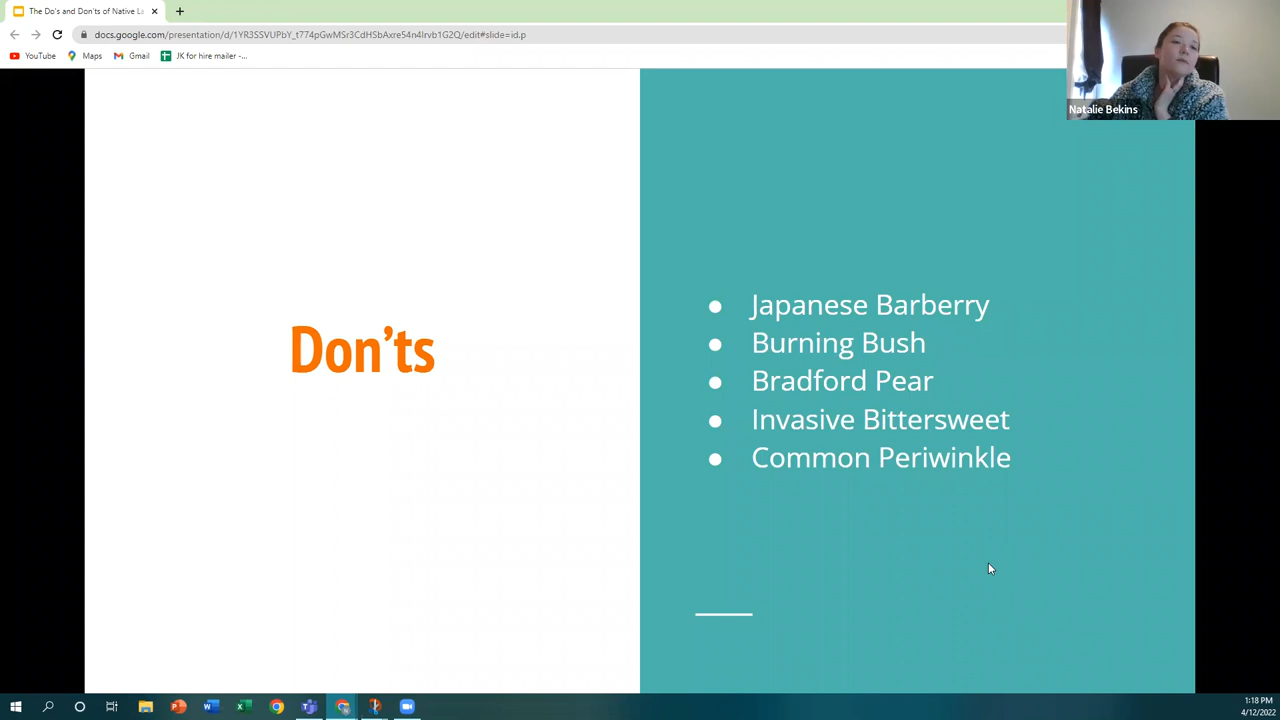 The Do's and Don'ts of Native La
docs.google.com/presentation/d/1YR3SSVUPbY_t774pGwMSr3CdHSbAxre54n4lrvb1G2Q/edit#slide=id.p
YouTube
Maps
Gmail
JK for hire mailer -...
Natalie Bekins
Don'ts
● Japanese Barberry
● Burning Bush
● Bradford Pear
● Invasive Bittersweet
● Common Periwinkle
1:18 PM
4/12/2022